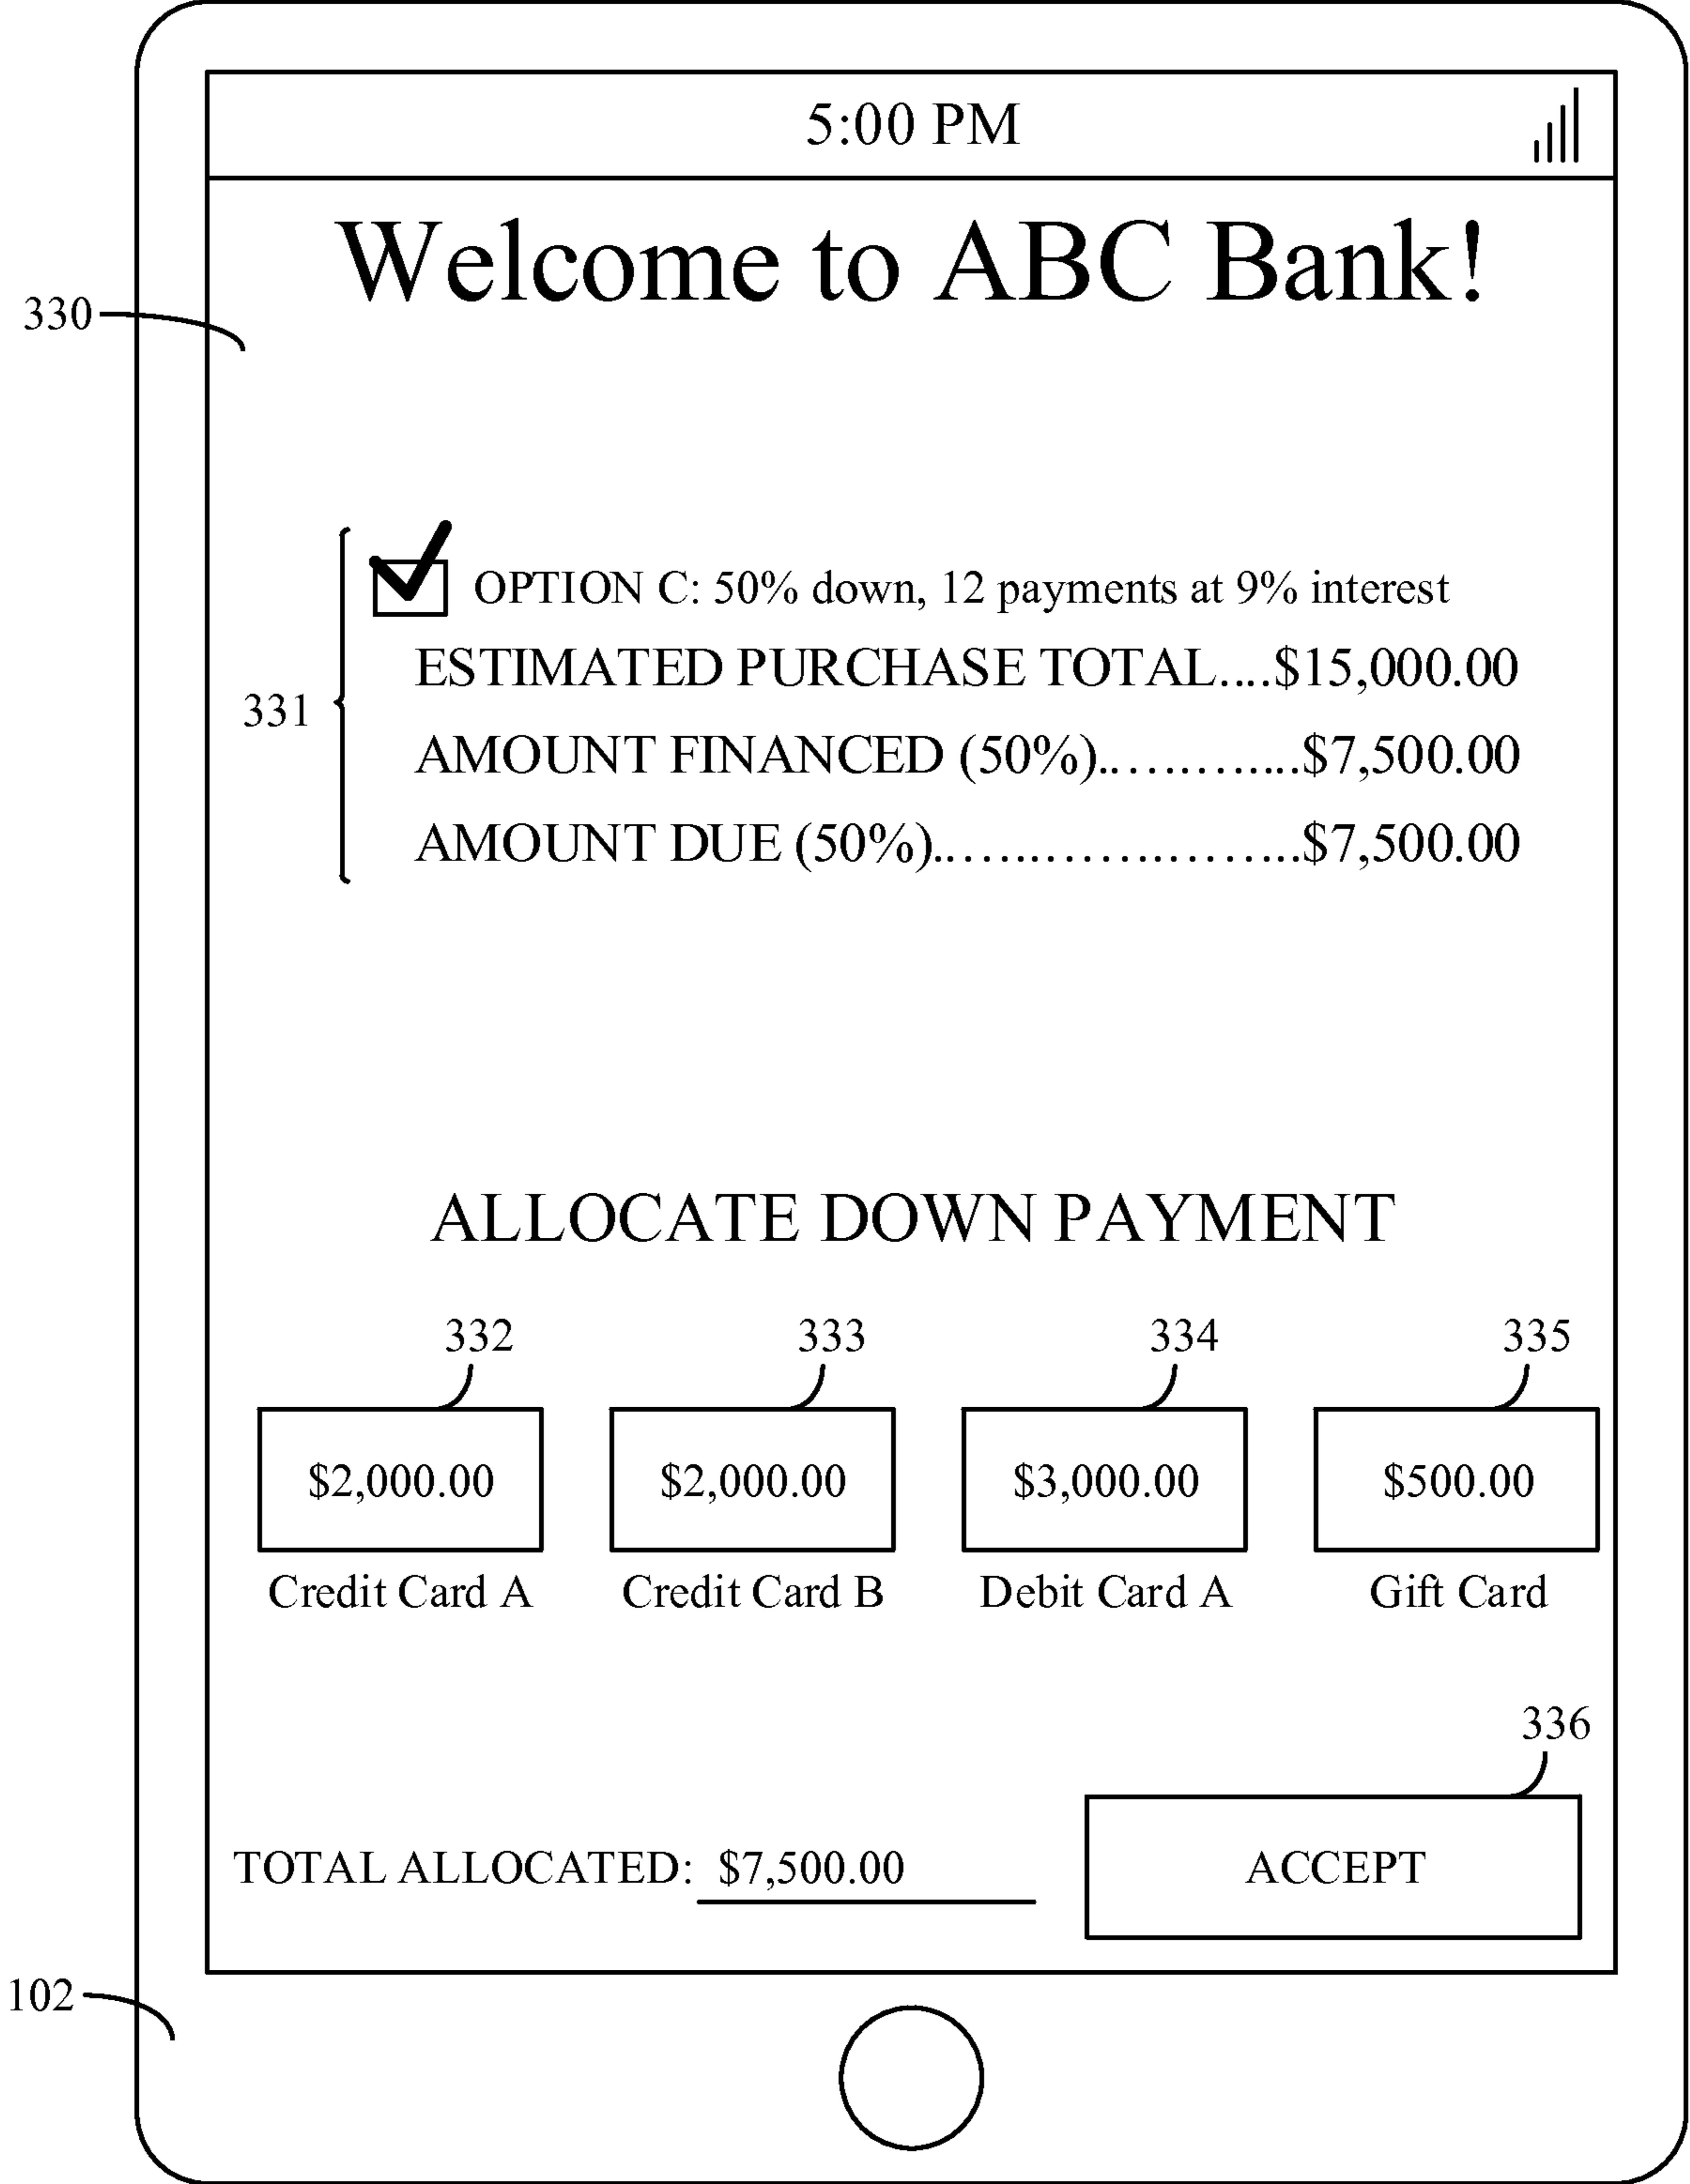 5:00 PM
Welcome to ABC Bank!
330
OPTION C: 50% down, 12 payments at 9% interest
ESTIMATED PURCHASE TOTAL....$15,000.00
331
AMOUNT FINANCED (50%).............$7,500.00
AMOUNT DUE (50%).......................$7,500.00
ALLOCATE DOWN PAYMENT
332 333 334 335
$2,000.00 $2,000.00 $3,000.00 $500.00
Credit Card A Credit Card B Debit Card A Gift Card
336
TOTAL ALLOCATED: $7,500.00 ACCEPT
102